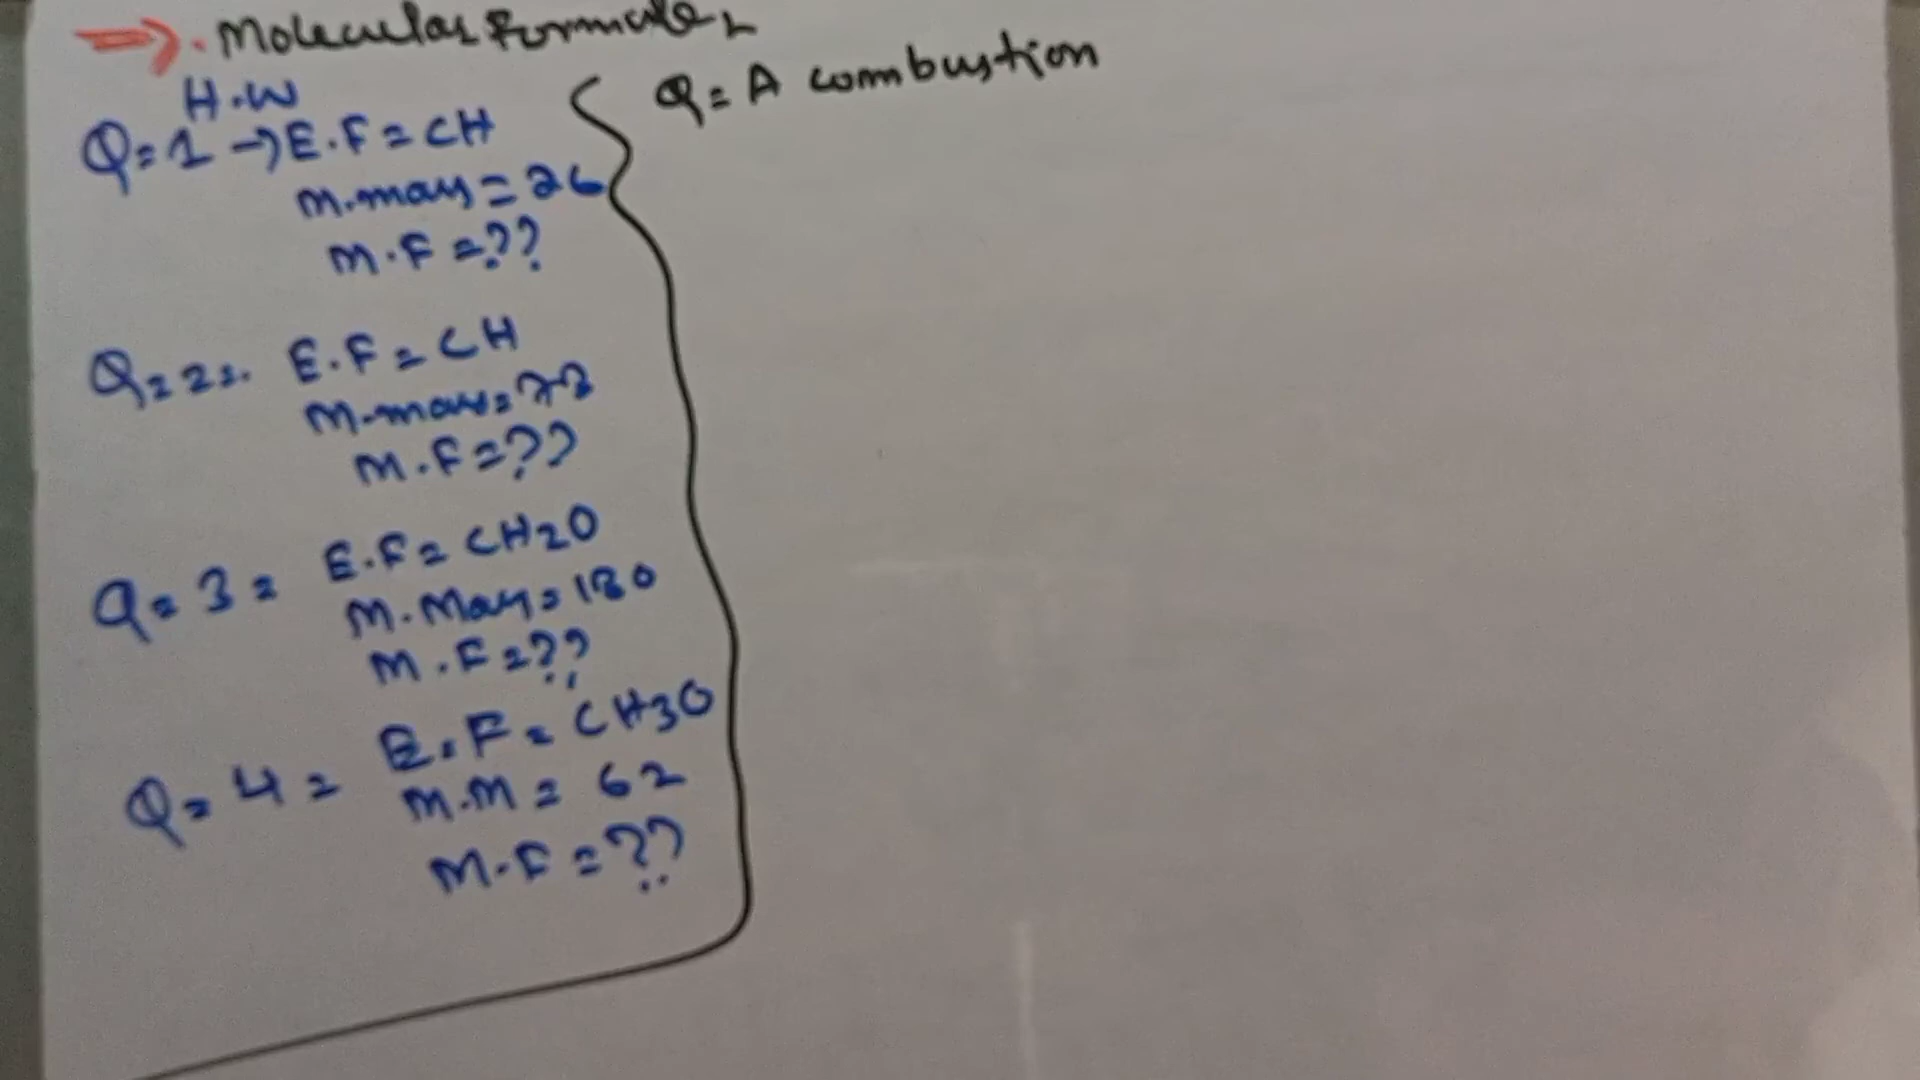 Molecular Formula
H.W
Q=1 → E.F = CH
M.mass = 26
M.F = ??
Q=2=. E.F = CH
M.mass = 78
M.F = ??
Q=3= E.F = CH2O
M.Mass = 180
M.F = ??
Q=4= E.F = CH3O
M.M = 62
M.F = ??
Q= A combustion